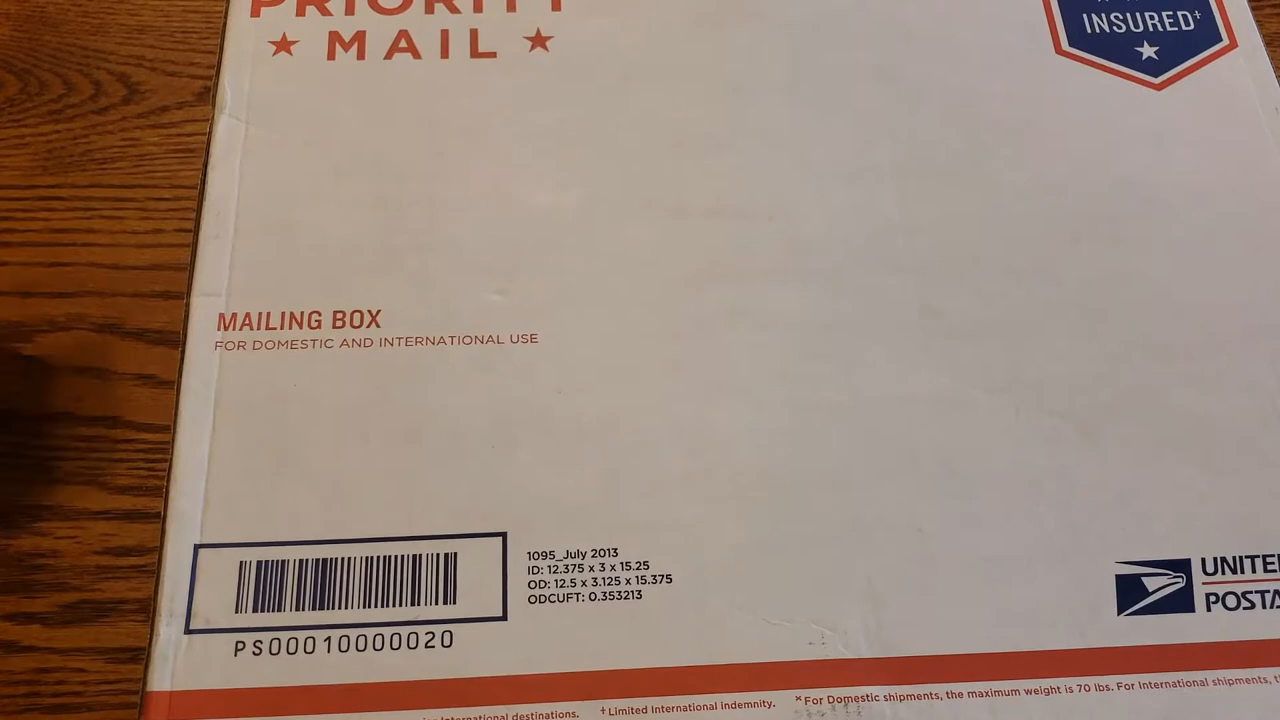 PRIORITY
★ MAIL ★
INSURED†
MAILING BOX
FOR DOMESTIC AND INTERNATIONAL USE
1095_July 2013
ID: 12.375 x 3 x 15.25
OD: 12.5 x 3.125 x 15.375
ODCUFT: 0.353213
PS00010000020
UNITE
POSTA
International destinations. †Limited International indemnity. *For Domestic shipments, the maximum weight is 70 lbs. For International shipments,